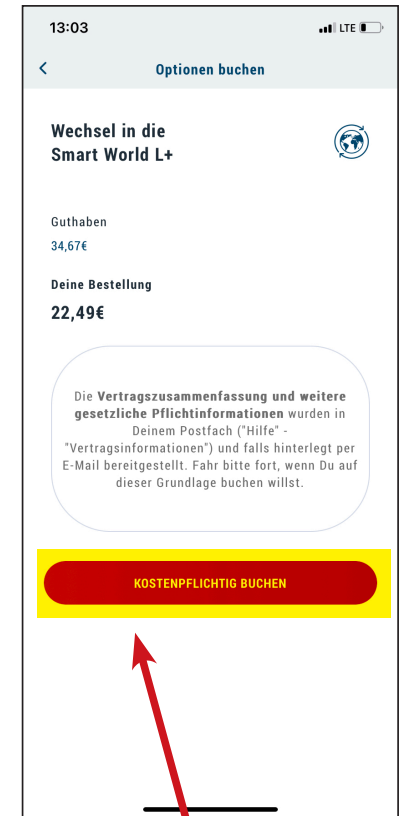 13:03
LTE
Optionen buchen
Wechsel in die
Smart World L+
Guthaben
34,67€
Deine Bestellung
22,49€
Die Vertragszusammenfassung und weitere
gesetzliche Pflichtinformationen wurden in
Deinem Postfach ("Hilfe" -
"Vertragsinformationen") und falls hinterlegt per
E-Mail bereitgestellt. Fahr bitte fort, wenn Du auf
dieser Grundlage buchen willst.
KOSTENPFLICHTIG BUCHEN